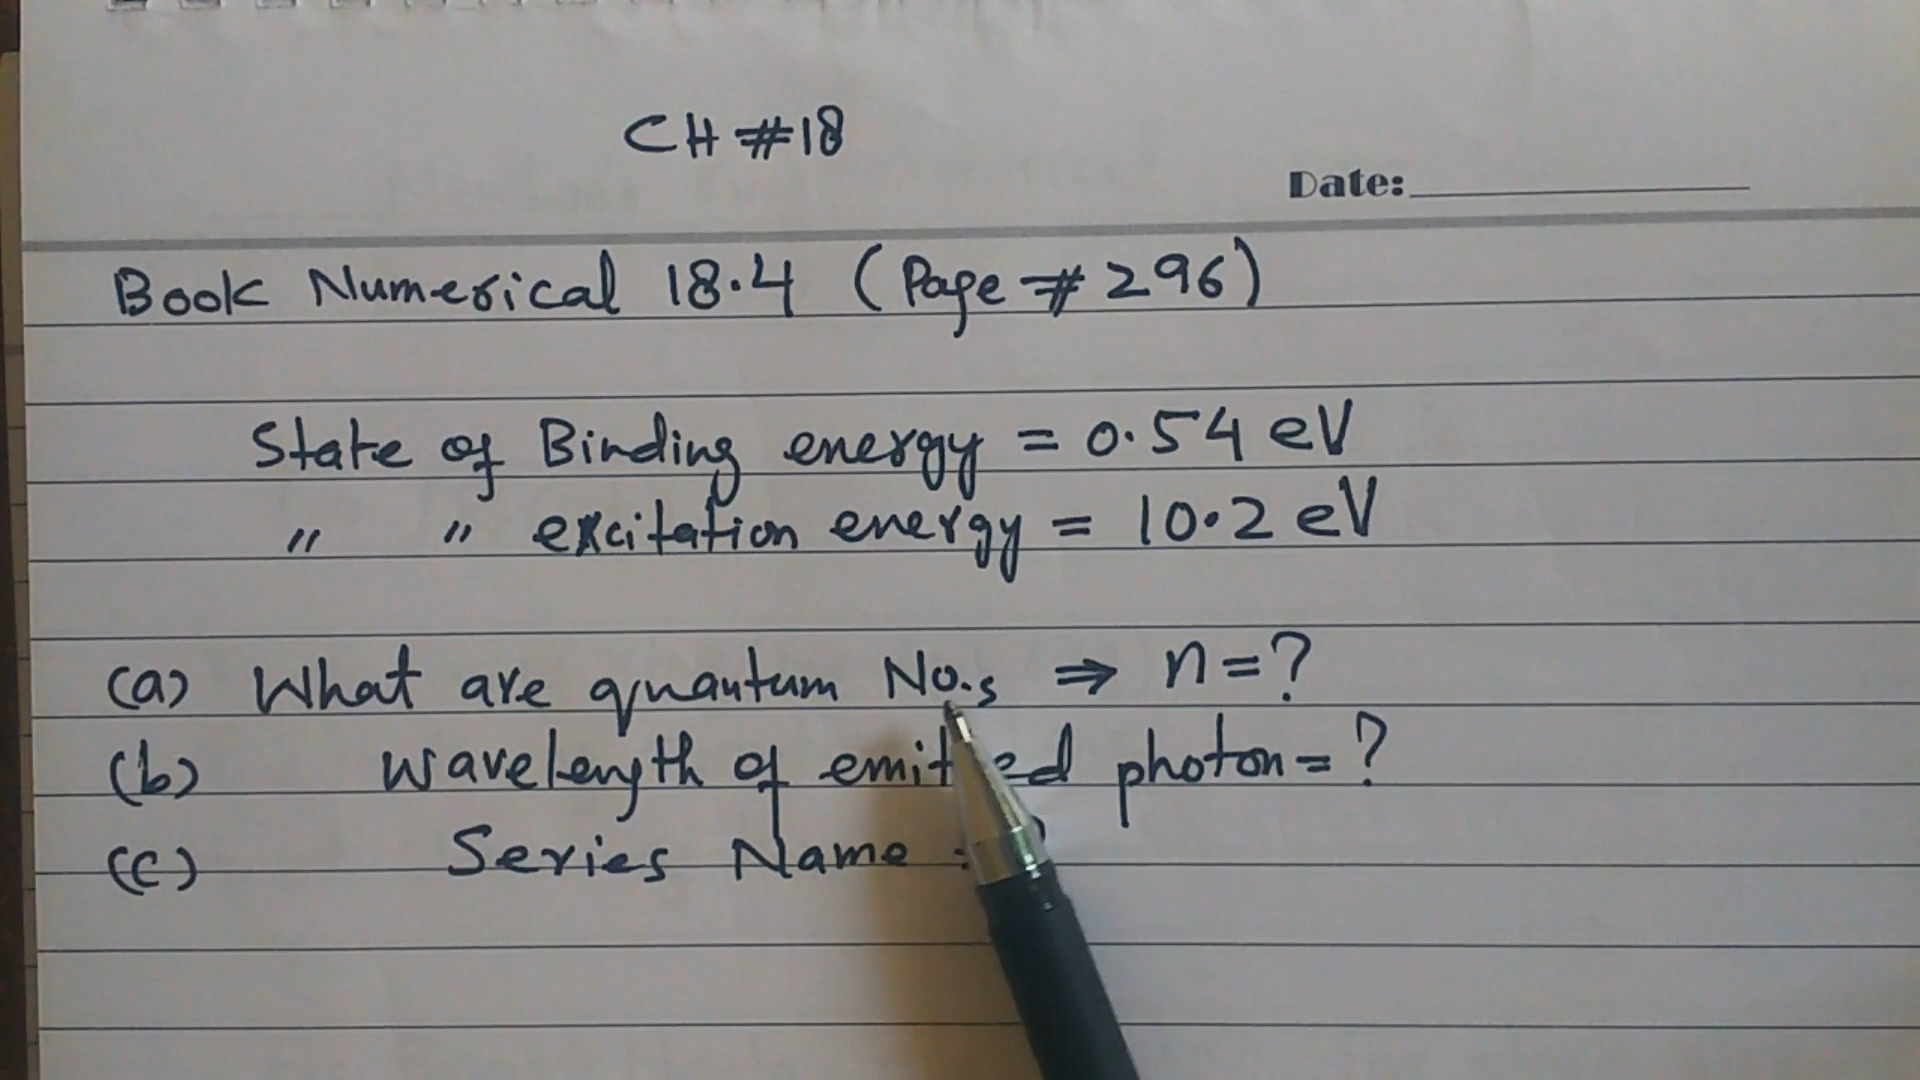 CH #18
Date:
Book Numerical 18.4 (Page # 296)
State of Binding energy = 0.54 eV
" " excitation energy = 10.2 eV
(a) What are quantum No.s ⇒ n=?
(b) wavelength of emitted photon = ?
(c) Series Name